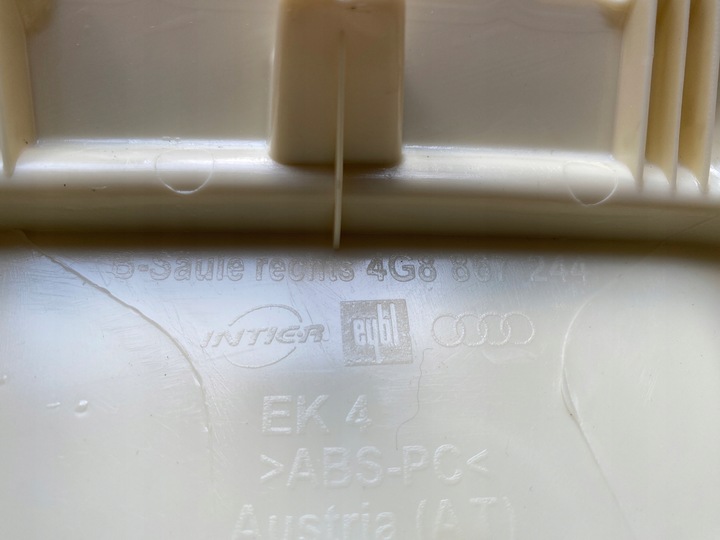 B-Säule rechts 4G8 867 244
INTIER eybl
EK 4
>ABS-PC<
Austria (AT)